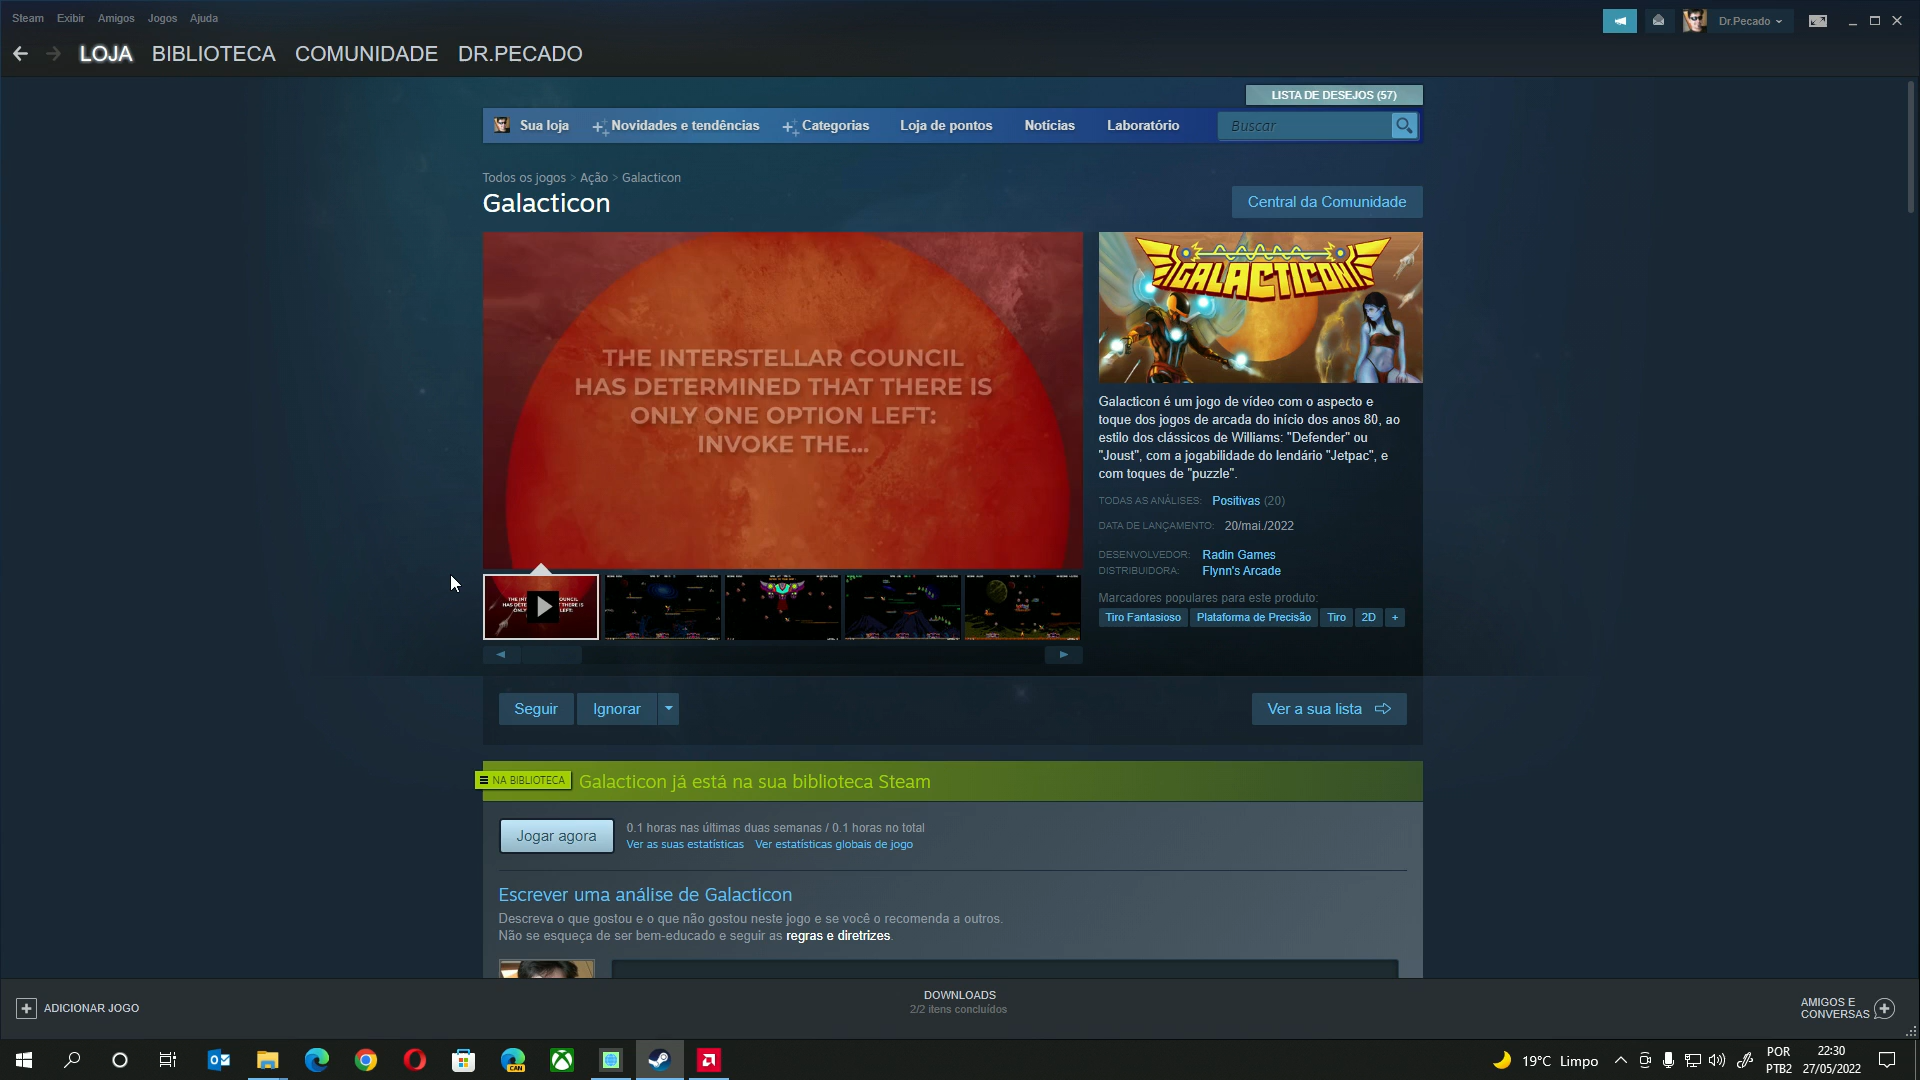 Steam Exibir Amigos Jogos Ajuda
Dr.Pecado
LOJA BIBLIOTECA COMUNIDADE DR.PECADO
LISTA DE DESEJOS (57)
Sua loja Novidades e tendências Categorias Loja de pontos Notícias Laboratório Buscar
Todos os jogos > Ação > Galacticon
Galacticon
Central da Comunidade
THE INTERSTELLAR COUNCIL
HAS DETERMINED THAT THERE IS
ONLY ONE OPTION LEFT:
INVOKE THE...
GALACTICON
Galacticon é um jogo de vídeo com o aspecto e
toque dos jogos de arcada do início dos anos 80, ao
estilo dos clássicos de Williams: "Defender" ou
"Joust", com a jogabilidade do lendário "Jetpac", e
com toques de "puzzle".
TODAS AS ANÁLISES: Positivas (20)
DATA DE LANÇAMENTO: 20/mai./2022
DESENVOLVEDOR: Radin Games
DISTRIBUIDORA: Flynn's Arcade
Marcadores populares para este produto:
Tiro Fantasioso Plataforma de Precisão Tiro 2D +
Seguir Ignorar
Ver a sua lista
NA BIBLIOTECA Galacticon já está na sua biblioteca Steam
Jogar agora
0.1 horas nas últimas duas semanas / 0.1 horas no total
Ver as suas estatísticas Ver estatísticas globais de jogo
Escrever uma análise de Galacticon
Descreva o que gostou e o que não gostou neste jogo e se você o recomenda a outros.
Não se esqueça de ser bem-educado e seguir as regras e diretrizes.
ADICIONAR JOGO
DOWNLOADS
2/2 itens concluídos
AMIGOS E
CONVERSAS
CAN
19°C Limpo
POR
PTB2
22:30
27/05/2022